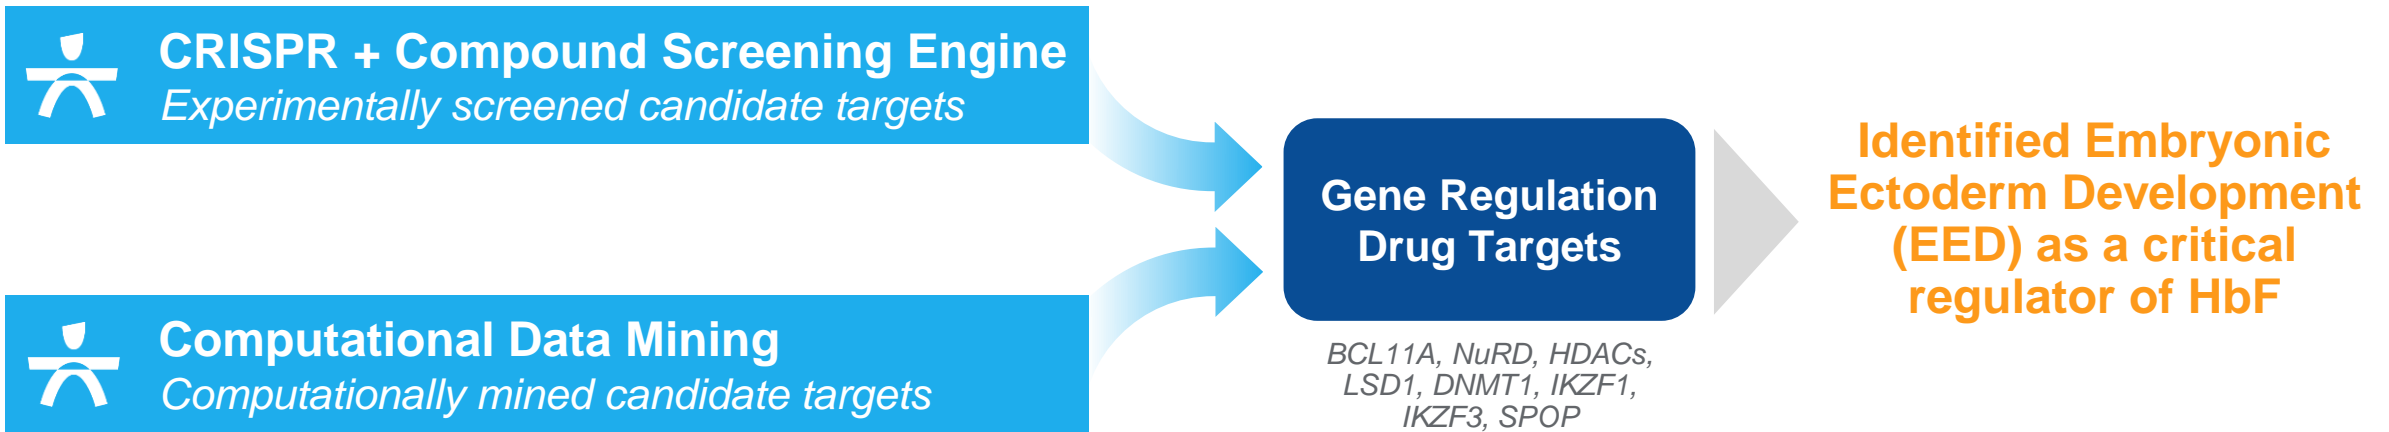 CRISPR + Compound Screening Engine
Experimentally screened candidate targets
Computational Data Mining
Computationally mined candidate targets
Gene Regulation
Drug Targets
BCL11A, NuRD, HDACs,
LSD1, DNMT1, IKZF1,
IKZF3, SPOP
Identified Embryonic
Ectoderm Development
(EED) as a critical
regulator of HbF